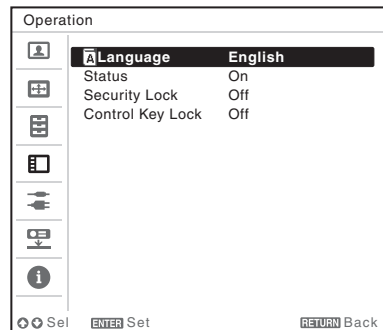 Operation
A Language English
Status On
Security Lock Off
Control Key Lock Off
Sel ENTER Set RETURN Back